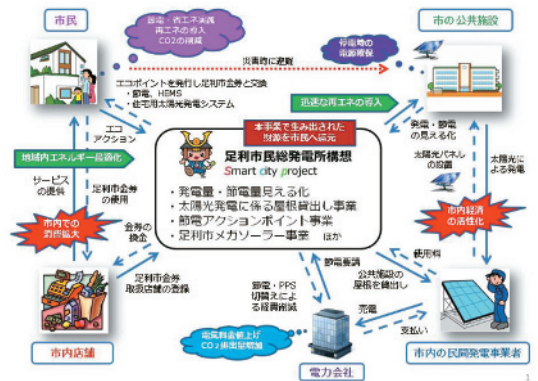 市民
節電・省エネ実践
再エネの導入
CO2の削減
停電時の
電源確保
市の公共施設
災害時に避難
エコポイントを発行し足利市金券と交換
・節電、HEMS
・住宅用太陽光発電システム
迅速な再エネの導入
エコ
アクション
本事業で生み出された
財源を市民へ還元
発電・節電
の見える化
地域内エネルギー最適化
足利市民総発電所構想
Smart city project
太陽光パネル
の設置
太陽光に
よる発電
サービス
の提供
足利市金券
の使用
・発電量・節電量見える化
・太陽光発電に係る屋根貸出し事業
・節電アクションポイント事業
・足利市メガソーラー事業 ほか
市内での
消費拡大
市内経済
の活性化
金券の
換金
使用料
節電要請
足利市金券
取扱店舗の登録
節電・PPS
切替えによ
る経費削減
公共施設の
屋根を貸出し
売電
電気料金値上げ
CO2排出量増加
支払い
市内店舗
電力会社
市内の民間発電事業者
1